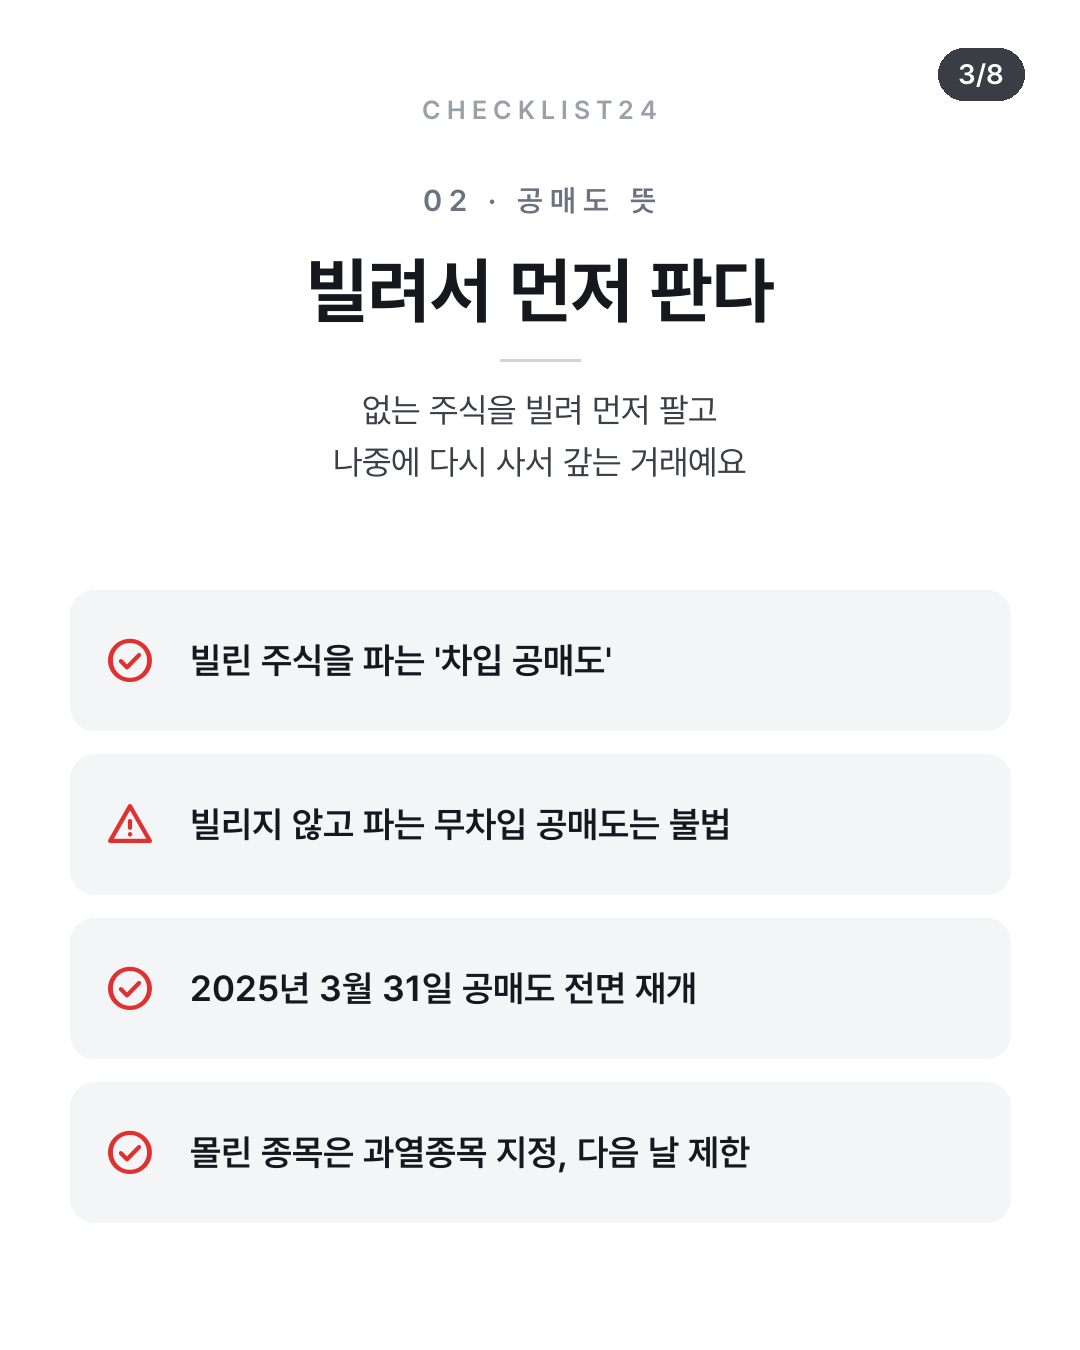 3/8
CHECKLIST24
02 · 공매도 뜻
빌려서 먼저 판다
없는 주식을 빌려 먼저 팔고
나중에 다시 사서 갚는 거래예요
빌린 주식을 파는 '차입 공매도'
빌리지 않고 파는 무차입 공매도는 불법
2025년 3월 31일 공매도 전면 재개
몰린 종목은 과열종목 지정, 다음 날 제한